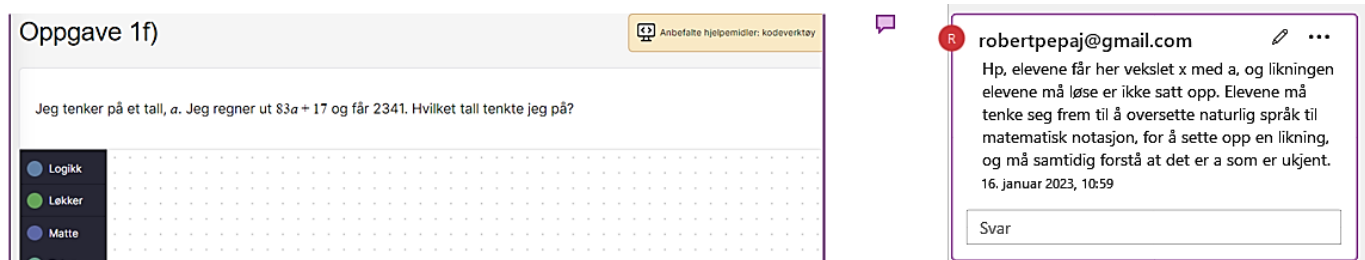 Oppgave 1f)
Anbefalte hjelpemidler: kodeverktøy
Jeg tenker på et tall, a. Jeg regner ut 83a + 17 og får 2341. Hvilket tall tenkte jeg på?
Logikk
Løkker
Matte
R
robertpepaj@gmail.com
Hp, elevene får her vekslet x med a, og likningen
elevene må løse er ikke satt opp. Elevene må
tenke seg frem til å oversette naturlig språk til
matematisk notasjon, for å sette opp en likning,
og må samtidig forstå at det er a som er ukjent.
16. januar 2023, 10:59
Svar